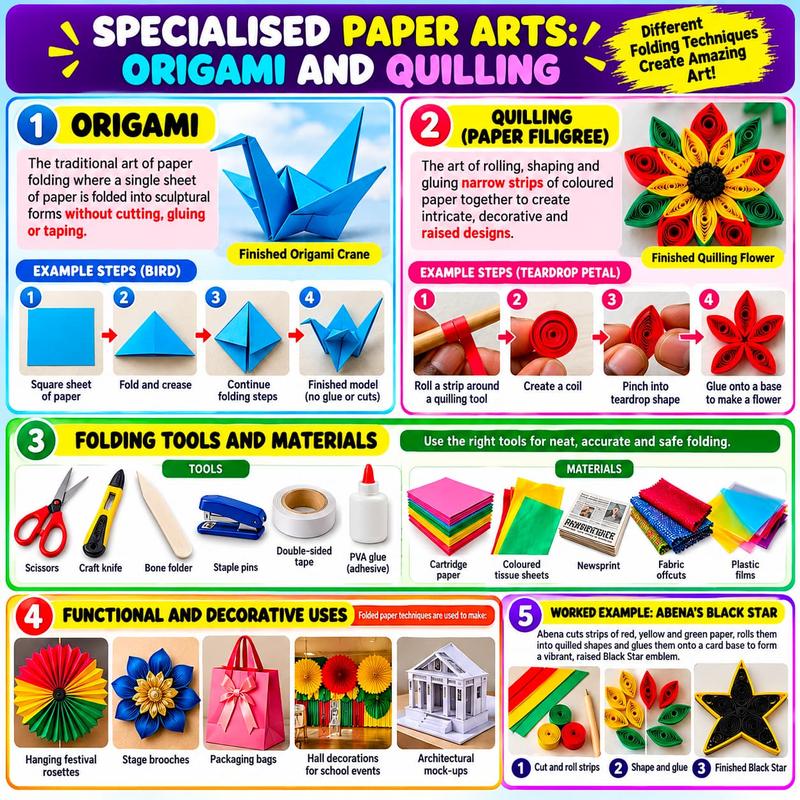 SPECIALISED PAPER ARTS:
ORIGAMI AND QUILLING
Different
Folding Techniques
Create Amazing
Art!
1 ORIGAMI
The traditional art of paper
folding where a single sheet
of paper is folded into sculptural
forms without cutting, gluing
or taping.
Finished Origami Crane
EXAMPLE STEPS (BIRD)
1
2
3
4
Square sheet
of paper
Fold and crease
Continue
folding steps
Finished model
(no glue or cuts)
2 QUILLING
(PAPER FILIGREE)
The art of rolling, shaping and
gluing narrow strips of coloured
paper together to create
intricate, decorative and
raised designs.
Finished Quilling Flower
EXAMPLE STEPS (TEARDROP PETAL)
1
2
3
4
Roll a strip around
a quilling tool
Create a coil
Pinch into
teardrop shape
Glue onto a base
to make a flower
3 FOLDING TOOLS AND MATERIALS
Use the right tools for neat, accurate and safe folding.
TOOLS
Scissors
Craft knife
Bone folder
Staple pins
Double-sided
tape
PVA glue
(adhesive)
MATERIALS
Cartridge
paper
Coloured
tissue sheets
Newsprint
Fabric
offcuts
Plastic
films
4 FUNCTIONAL AND DECORATIVE USES
Folded paper techniques are used to make:
Hanging festival
rosettes
Stage brooches
Packaging bags
Hall decorations
for school events
Architectural
mock-ups
5 WORKED EXAMPLE: ABENA'S BLACK STAR
Abena cuts strips of red, yellow and green paper, rolls them
into quilled shapes and glues them onto a card base to form
a vibrant, raised Black Star emblem.
1 Cut and roll strips
2 Shape and glue
3 Finished Black Star